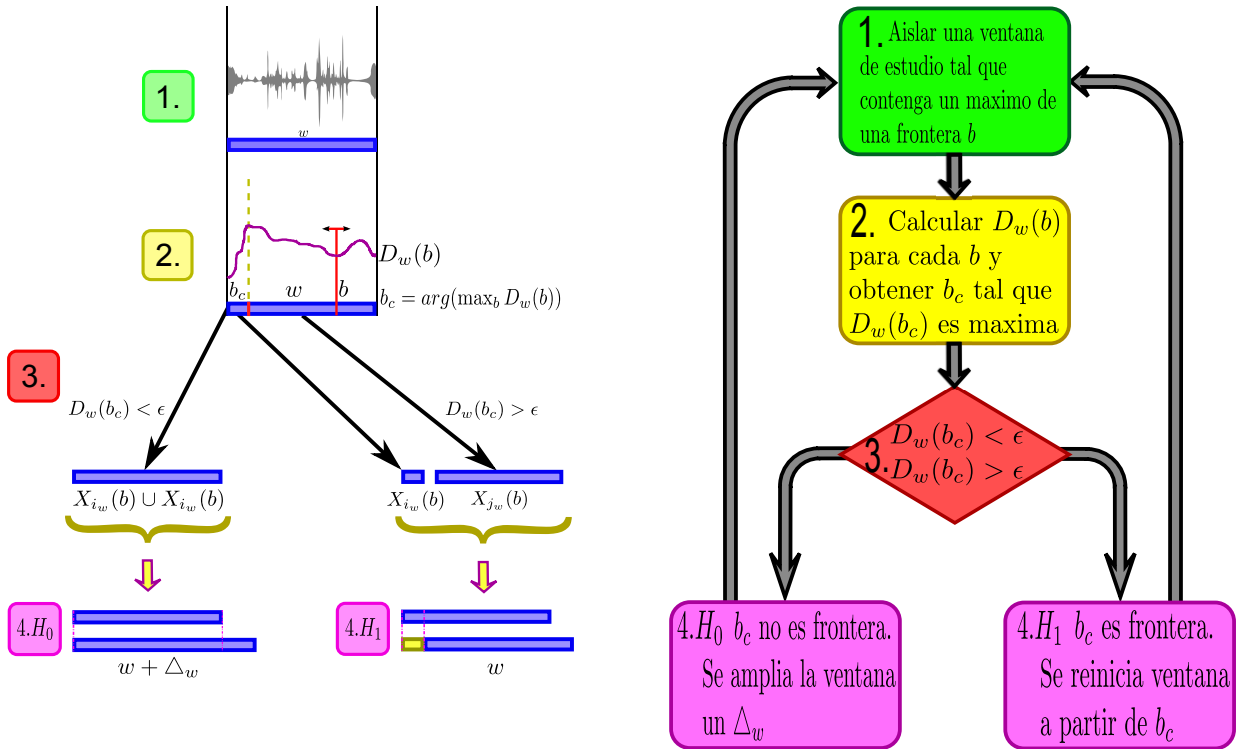 1.
w
2.
D_w(b)
b_c w b
b_c = arg(max_b D_w(b))
3.
D_w(b_c) < ϵ
D_w(b_c) > ϵ
X_{i_w}(b) ∪ X_{i_w}(b)
X_{i_w}(b) X_{j_w}(b)
4.H_0
w + △_w
4.H_1
w
1. Aislar una ventana
de estudio tal que
contenga un maximo de
una frontera b
2. Calcular D_w(b)
para cada b y
obtener b_c tal que
D_w(b_c) es maxima
3. D_w(b_c) < ϵ
D_w(b_c) > ϵ
4.H_0 b_c no es frontera.
Se amplia la ventana
un △_w
4.H_1 b_c es frontera.
Se reinicia ventana
a partir de b_c